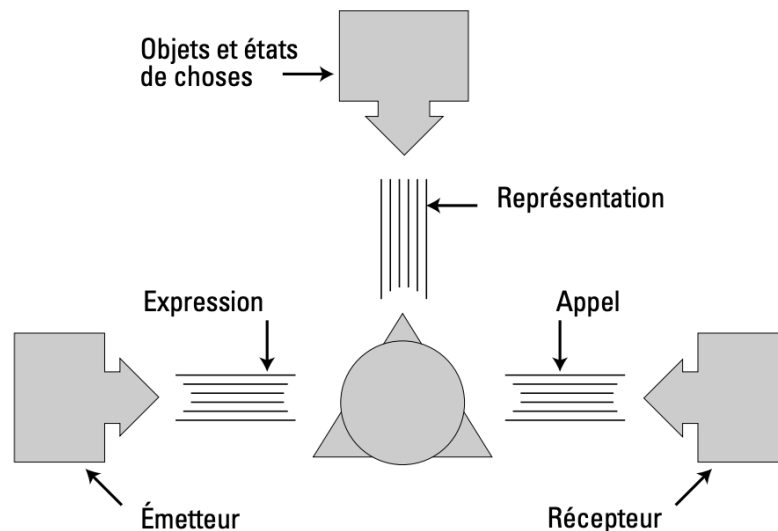 Objets et états
de choses
Représentation
Expression
Appel
Émetteur
Récepteur